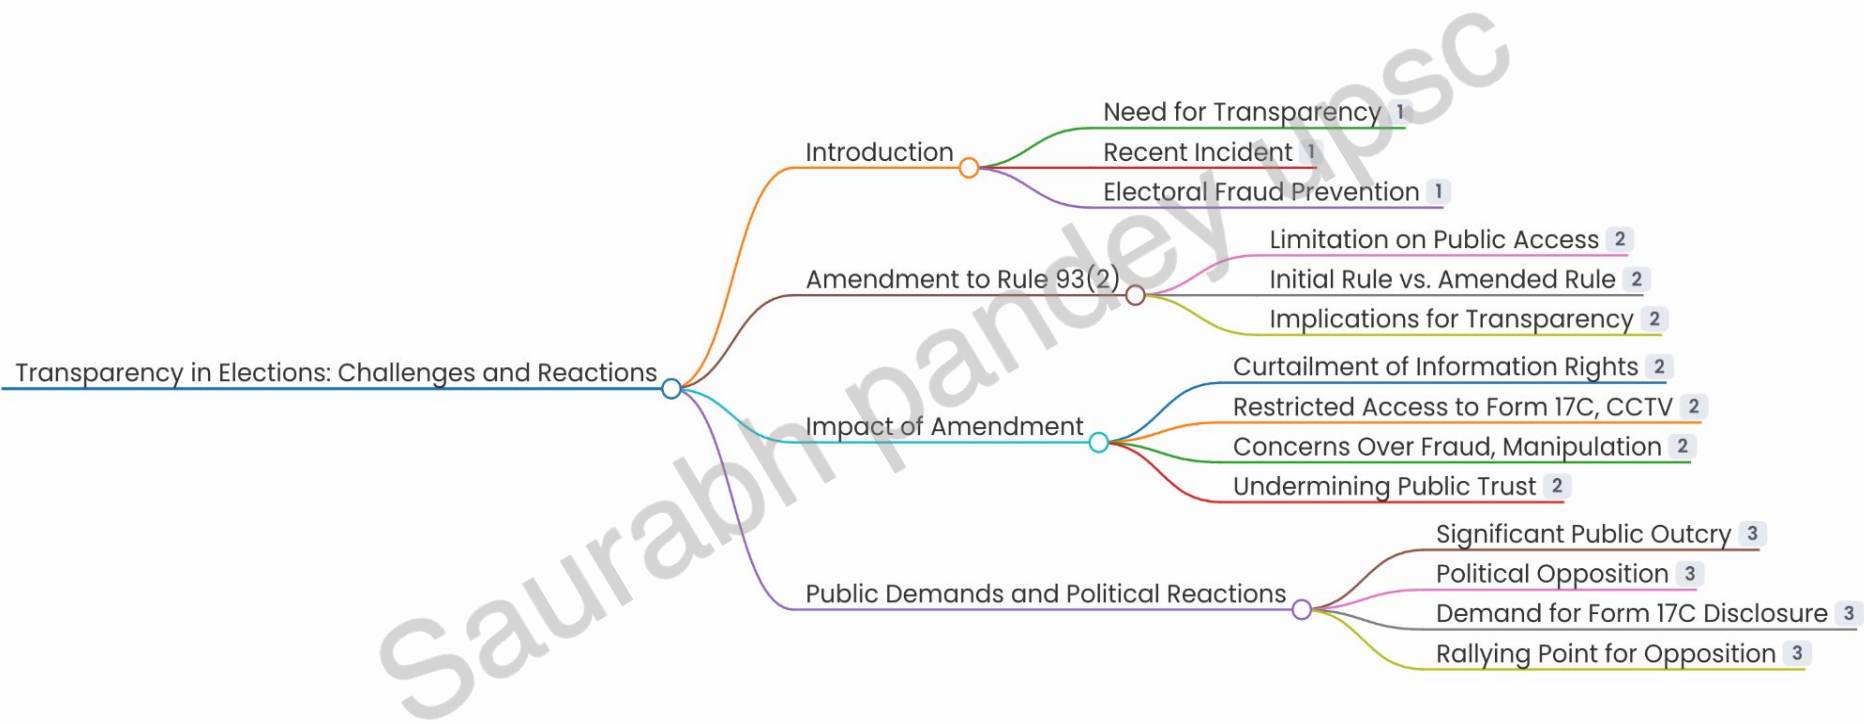 Transparency in Elections: Challenges and Reactions
Introduction
Need for Transparency 1
Recent Incident 1
Electoral Fraud Prevention 1
Amendment to Rule 93(2)
Limitation on Public Access 2
Initial Rule vs. Amended Rule 2
Implications for Transparency 2
Impact of Amendment
Curtailment of Information Rights 2
Restricted Access to Form 17C, CCTV 2
Concerns Over Fraud, Manipulation 2
Undermining Public Trust 2
Public Demands and Political Reactions
Significant Public Outcry 3
Political Opposition 3
Demand for Form 17C Disclosure 3
Rallying Point for Opposition 3
Saurabh pandey upsc